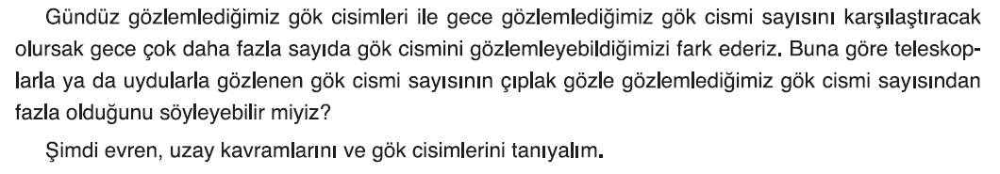 Gündüz gözlemlediğimiz gök cisimleri ile gece gözlemlediğimiz gök cismi sayısını karşılaştıracak
olursak gece çok daha fazla sayıda gök cismini gözlemleyebildiğimizi fark ederiz. Buna göre teleskop-
larla ya da uydularla gözlenen gök cismi sayısının çıplak gözle gözlemlediğimiz gök cismi sayısından
fazla olduğunu söyleyebilir miyiz?
Şimdi evren, uzay kavramlarını ve gök cisimlerini tanıyalım.